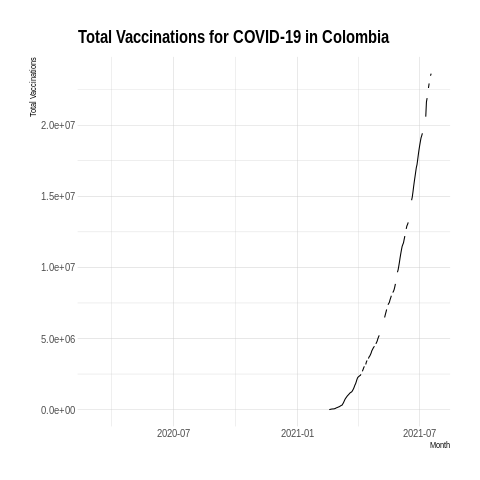 Total Vaccinations for COVID-19 in Colombia
Total Vaccinations
2.0e+07
1.5e+07
1.0e+07
5.0e+06
0.0e+00
2020-07 2021-01 2021-07
Month